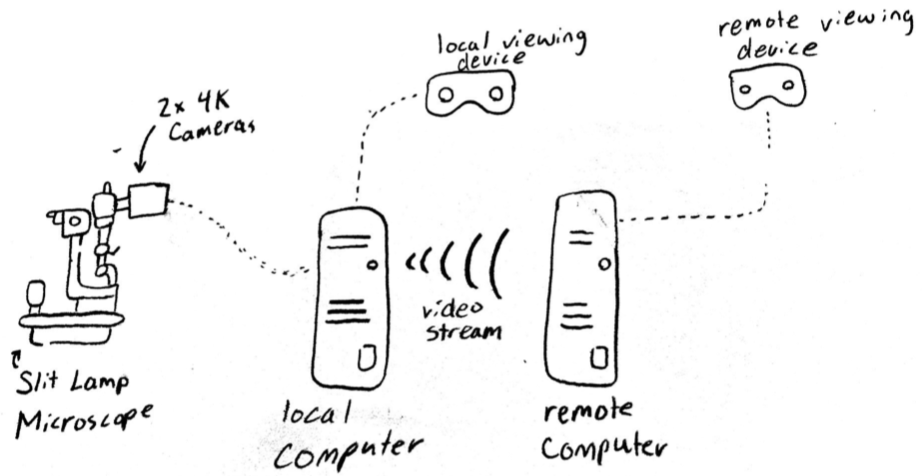 local viewing
device
remote viewing
device
2x 4K
Cameras
video
stream
Slit Lamp
Microscope
local
Computer
remote
Computer